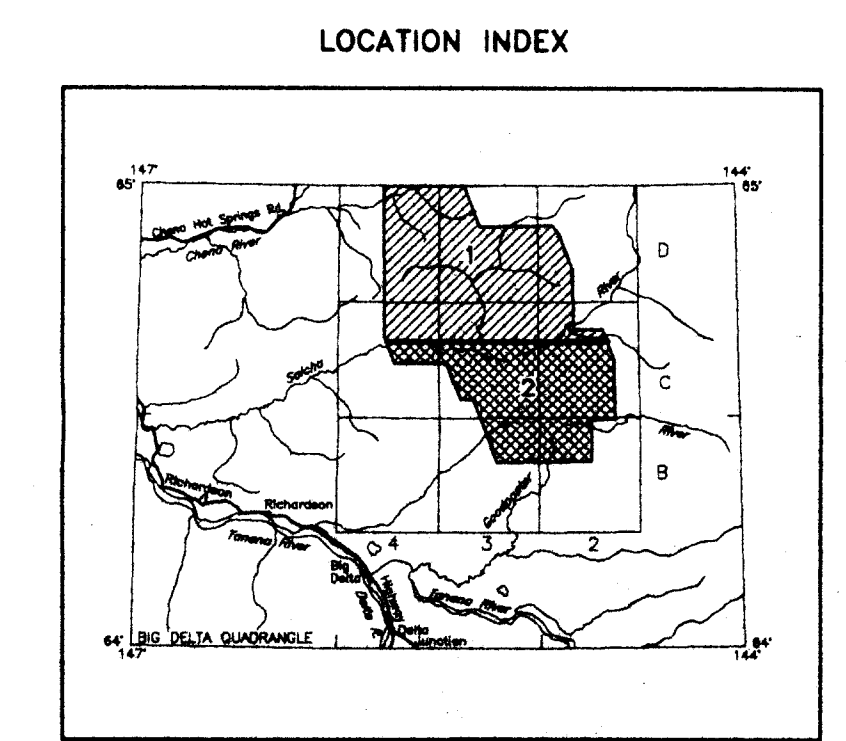 LOCATION INDEX
147°
144°
65°
65°
Chena Hot Springs Rd.
Chena River
1
D
River
Salcha
2
C
River
B
Richardson
Richardson
Goodpaster
Tanana River
4
3
2
Big
Delta
Highway
Delta
R.
Tanana River
Delta
Junction
64°
BIG DELTA QUADRANGLE
64°
147°
144°